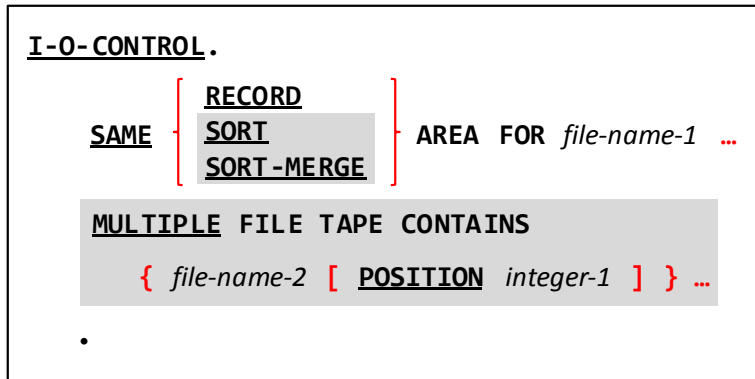 I-O-CONTROL.
RECORD
SAME { SORT } AREA FOR file-name-1 …
SORT-MERGE
MULTIPLE FILE TAPE CONTAINS
{ file-name-2 [ POSITION integer-1 ] } …
.